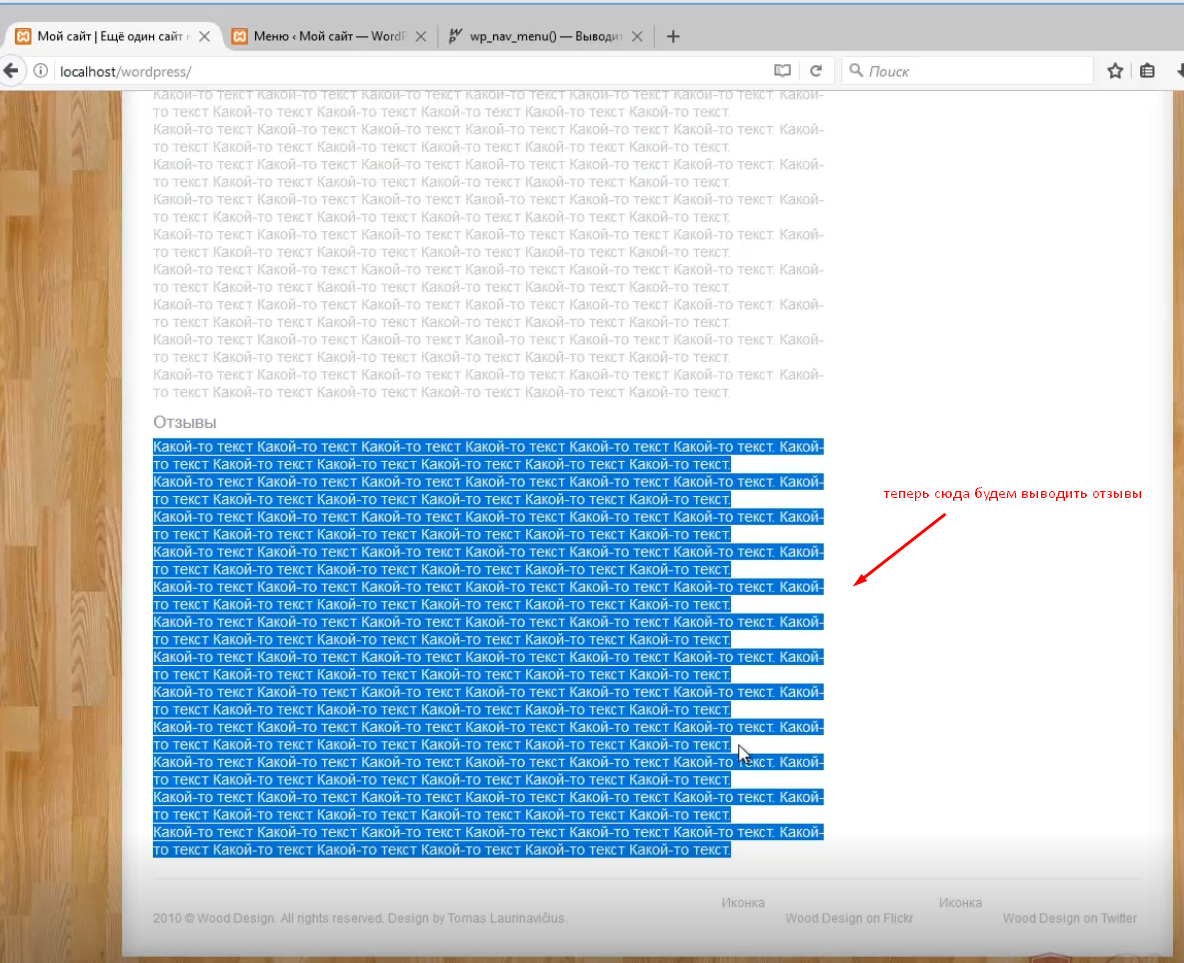 Мой сайт | Ещё один сайт
Меню ‹ Мой сайт — WordP
wp_nav_menu() — Выводит
localhost/wordpress/
Поиск
Какой-то текст Какой-то текст Какой-то текст Какой-то текст Какой-то текст Какой-то текст. Какой-
то текст Какой-то текст Какой-то текст Какой-то текст Какой-то текст Какой-то текст.
Какой-то текст Какой-то текст Какой-то текст Какой-то текст Какой-то текст Какой-то текст. Какой-
то текст Какой-то текст Какой-то текст Какой-то текст Какой-то текст Какой-то текст.
Какой-то текст Какой-то текст Какой-то текст Какой-то текст Какой-то текст Какой-то текст. Какой-
то текст Какой-то текст Какой-то текст Какой-то текст Какой-то текст Какой-то текст.
Какой-то текст Какой-то текст Какой-то текст Какой-то текст Какой-то текст Какой-то текст. Какой-
то текст Какой-то текст Какой-то текст Какой-то текст Какой-то текст Какой-то текст.
Какой-то текст Какой-то текст Какой-то текст Какой-то текст Какой-то текст Какой-то текст. Какой-
то текст Какой-то текст Какой-то текст Какой-то текст Какой-то текст Какой-то текст.
Какой-то текст Какой-то текст Какой-то текст Какой-то текст Какой-то текст Какой-то текст. Какой-
то текст Какой-то текст Какой-то текст Какой-то текст Какой-то текст Какой-то текст.
Какой-то текст Какой-то текст Какой-то текст Какой-то текст Какой-то текст Какой-то текст. Какой-
то текст Какой-то текст Какой-то текст Какой-то текст Какой-то текст Какой-то текст.
Какой-то текст Какой-то текст Какой-то текст Какой-то текст Какой-то текст Какой-то текст. Какой-
то текст Какой-то текст Какой-то текст Какой-то текст Какой-то текст Какой-то текст.
Какой-то текст Какой-то текст Какой-то текст Какой-то текст Какой-то текст Какой-то текст. Какой-
то текст Какой-то текст Какой-то текст Какой-то текст Какой-то текст Какой-то текст.
Отзывы
Какой-то текст Какой-то текст Какой-то текст Какой-то текст Какой-то текст Какой-то текст. Какой-
то текст Какой-то текст Какой-то текст Какой-то текст Какой-то текст Какой-то текст.
Какой-то текст Какой-то текст Какой-то текст Какой-то текст Какой-то текст Какой-то текст. Какой-
то текст Какой-то текст Какой-то текст Какой-то текст Какой-то текст Какой-то текст.
Какой-то текст Какой-то текст Какой-то текст Какой-то текст Какой-то текст Какой-то текст. Какой-
то текст Какой-то текст Какой-то текст Какой-то текст Какой-то текст Какой-то текст.
Какой-то текст Какой-то текст Какой-то текст Какой-то текст Какой-то текст Какой-то текст. Какой-
то текст Какой-то текст Какой-то текст Какой-то текст Какой-то текст Какой-то текст.
Какой-то текст Какой-то текст Какой-то текст Какой-то текст Какой-то текст Какой-то текст. Какой-
то текст Какой-то текст Какой-то текст Какой-то текст Какой-то текст Какой-то текст.
Какой-то текст Какой-то текст Какой-то текст Какой-то текст Какой-то текст Какой-то текст. Какой-
то текст Какой-то текст Какой-то текст Какой-то текст Какой-то текст Какой-то текст.
Какой-то текст Какой-то текст Какой-то текст Какой-то текст Какой-то текст Какой-то текст. Какой-
то текст Какой-то текст Какой-то текст Какой-то текст Какой-то текст Какой-то текст.
Какой-то текст Какой-то текст Какой-то текст Какой-то текст Какой-то текст Какой-то текст. Какой-
то текст Какой-то текст Какой-то текст Какой-то текст Какой-то текст Какой-то текст.
Какой-то текст Какой-то текст Какой-то текст Какой-то текст Какой-то текст Какой-то текст. Какой-
то текст Какой-то текст Какой-то текст Какой-то текст Какой-то текст Какой-то текст.
Какой-то текст Какой-то текст Какой-то текст Какой-то текст Какой-то текст Какой-то текст. Какой-
то текст Какой-то текст Какой-то текст Какой-то текст Какой-то текст Какой-то текст.
Какой-то текст Какой-то текст Какой-то текст Какой-то текст Какой-то текст Какой-то текст. Какой-
то текст Какой-то текст Какой-то текст Какой-то текст Какой-то текст Какой-то текст.
Какой-то текст Какой-то текст Какой-то текст Какой-то текст Какой-то текст Какой-то текст. Какой-
то текст Какой-то текст Какой-то текст Какой-то текст Какой-то текст Какой-то текст.
теперь сюда будем выводить отзывы
Иконка
Иконка
2010 © Wood Design. All rights reserved. Design by Tomas Laurinavičius.
Wood Design on Flickr
Wood Design on Twitter